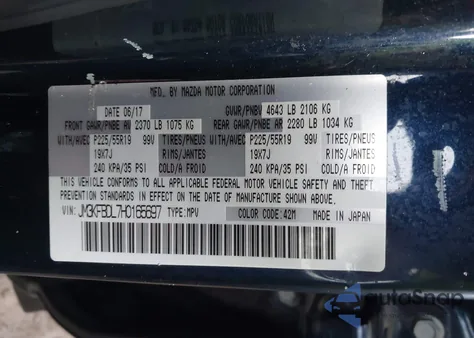 MFG. BY MAZDA MOTOR CORPORATION
DATE 06/17 GVWR/PNBV 4643 LB 2106 KG
FRONT GAWR/PNBE AV 2370 LB 1075 KG REAR GAWR/PNBE AR 2280 LB 1034 KG
WITH/AVEC P225/55R19 99V TIRES/PNEUS WITH/AVEC P225/55R19 99V TIRES/PNEUS
19X7J RIMS/JANTES 19X7J RIMS/JANTES
240 KPA/35 PSI COLD/A FROID 240 KPA/35 PSI COLD/A FROID
THIS VEHICLE CONFORMS TO ALL APPLICABLE FEDERAL MOTOR VEHICLE SAFETY, BUMPER, AND THEFT
PREVENTION STANDARDS IN EFFECT ON THE DATE OF MANUFACTURE SHOWN ABOVE.
VIN: JM3KFBDL7H0165697 TYPE: MPV COLOR CODE: 42M MADE IN JAPAN
autoSnap